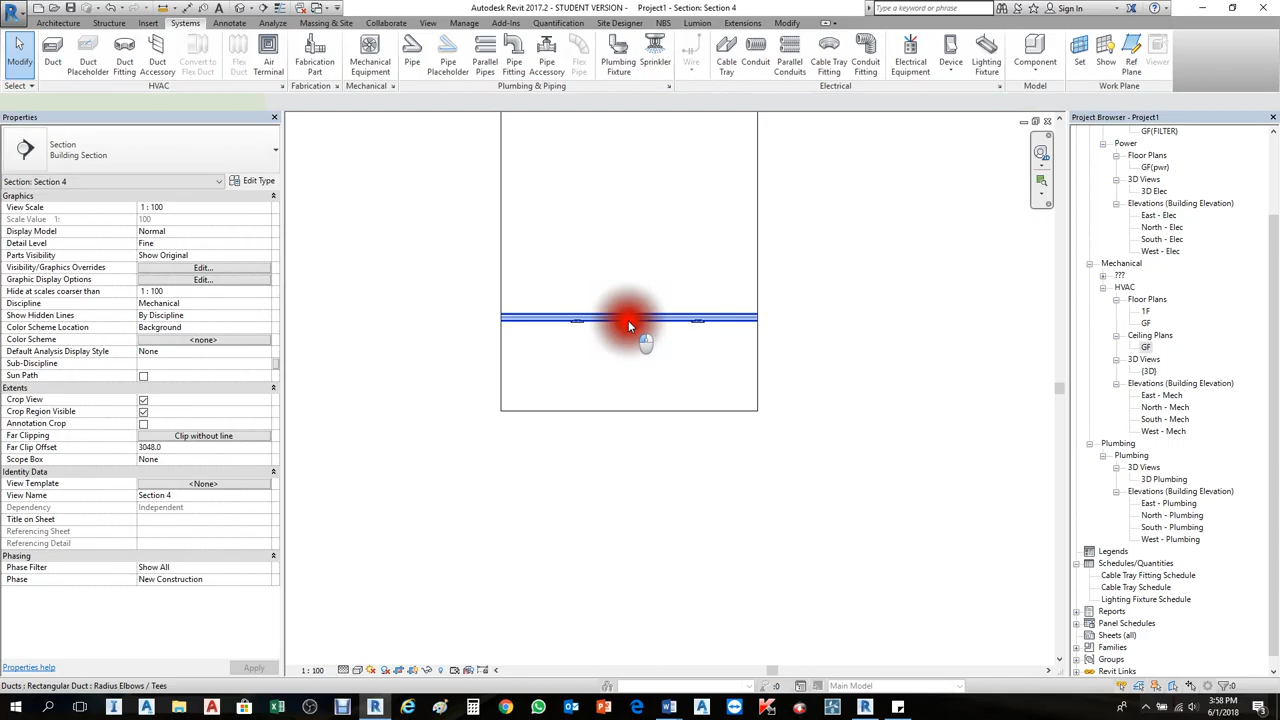 Autodesk Revit 2017.2 - STUDENT VERSION - Project1 - Section: Section 4
Type a keyword or phrase
Sign In
Architecture Structure Insert Systems Annotate Analyze Massing & Site Collaborate View Manage Add-Ins Quantification Site Designer NBS Lumion Extensions Modify
Modify
Duct
Duct Placeholder
Duct Fitting
Duct Accessory
Convert to Flex Duct
Flex Duct
Air Terminal
Fabrication Part
Mechanical Equipment
Pipe
Pipe Placeholder
Parallel Pipes
Pipe Fitting
Pipe Accessory
Flex Pipe
Plumbing Fixture
Sprinkler
Wire
Cable Tray
Conduit
Parallel Conduits
Cable Tray Fitting
Conduit Fitting
Electrical Equipment
Device
Lighting Fixture
Component
Set
Show
Ref Plane
Viewer
Select HVAC Fabrication Mechanical Plumbing & Piping Electrical Model Work Plane
Properties
Section
Building Section
Section: Section 4
Edit Type
Graphics
View Scale 1 : 100
Scale Value 1: 100
Display Model Normal
Detail Level Fine
Parts Visibility Show Original
Visibility/Graphics Overrides Edit...
Graphic Display Options Edit...
Hide at scales coarser than 1 : 100
Discipline Mechanical
Show Hidden Lines By Discipline
Color Scheme Location Background
Color Scheme <none>
Default Analysis Display Style None
Sub-Discipline
Sun Path
Extents
Crop View
Crop Region Visible
Annotation Crop
Far Clipping Clip without line
Far Clip Offset 3048.0
Scope Box None
Identity Data
View Template <None>
View Name Section 4
Dependency Independent
Title on Sheet
Referencing Sheet
Referencing Detail
Phasing
Phase Filter Show All
Phase New Construction
Properties help
Apply
Project Browser - Project1
GF(FILTER)
Power
Floor Plans
GF(pwr)
3D Views
3D Elec
Elevations (Building Elevation)
East - Elec
North - Elec
South - Elec
West - Elec
Mechanical
???
HVAC
Floor Plans
1F
GF
Ceiling Plans
GF
3D Views
{3D}
Elevations (Building Elevation)
East - Mech
North - Mech
South - Mech
West - Mech
Plumbing
Plumbing
3D Views
3D Plumbing
Elevations (Building Elevation)
East - Plumbing
North - Plumbing
South - Plumbing
West - Plumbing
Legends
Schedules/Quantities
Cable Tray Fitting Schedule
Cable Tray Schedule
Lighting Fixture Schedule
Reports
Panel Schedules
Sheets (all)
Families
Groups
Revit Links
1 : 100
Ducts : Rectangular Duct : Radius Elbows / Tees
:0
Main Model
:0
3:58 PM
6/1/2018